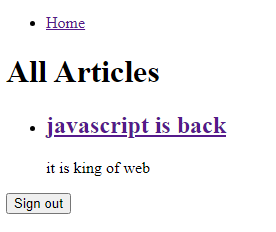 Home
All Articles
javascript is back
it is king of web
Sign out